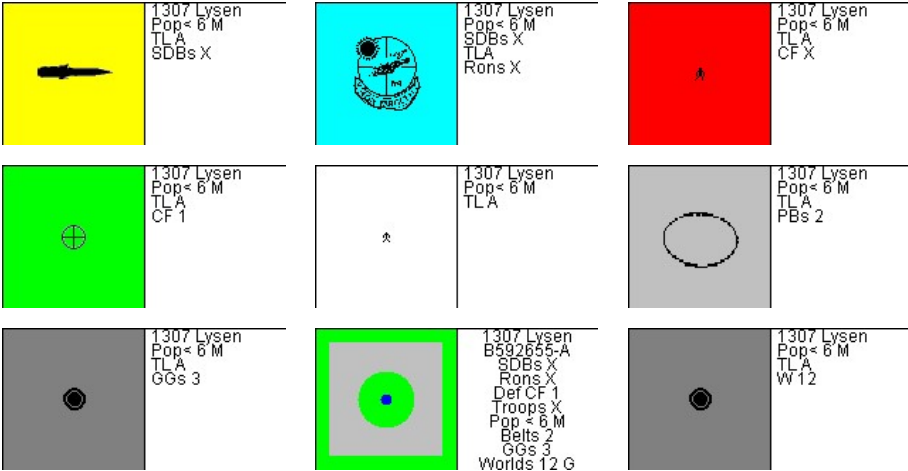 1307 Lysen
Pop< 6 M
TL A
SDBs X
1307 Lysen
Pop< 6 M
SDBs X
TLA
Rons X
1307 Lysen
Pop< 6 M
TL A
CF X
1307 Lysen
Pop< 6 M
TL A
CF 1
1307 Lysen
Pop< 6 M
TL A
1307 Lysen
Pop< 6 M
TL A
PBs 2
1307 Lysen
Pop< 6 M
TL A
GGs 3
1307 Lysen
B592655-A
SDBs X
Rons X
Def CF 1
Troops X
Pop < 6 M
Belts 2
GGs 3
Worlds 12 G
1307 Lysen
Pop< 6 M
TL A
W 12